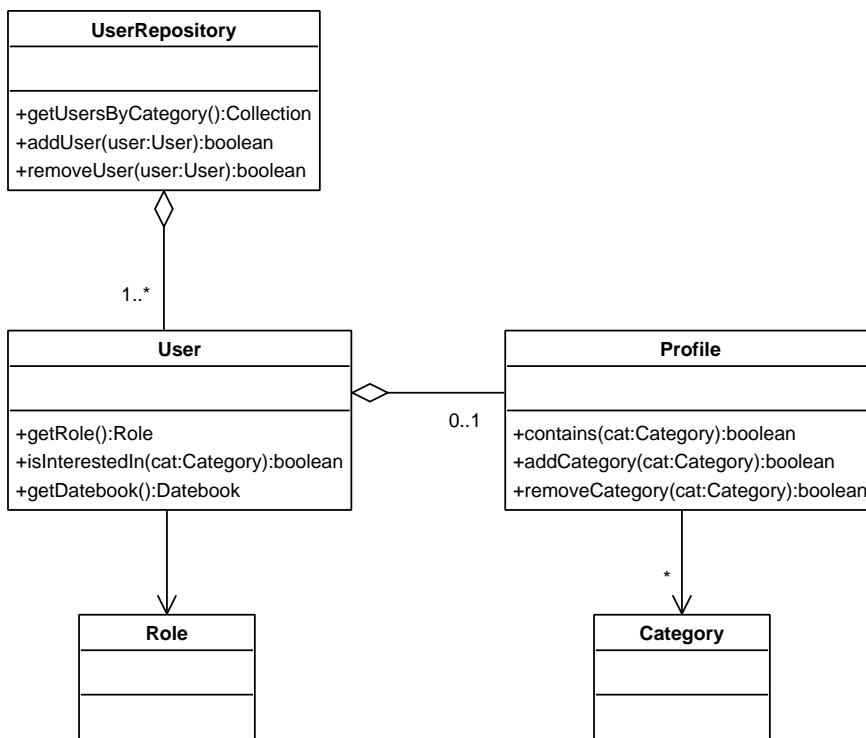 UserRepository
+getUsersByCategory():Collection
+addUser(user:User):boolean
+removeUser(user:User):boolean
1..*
User
+getRole():Role
+isInterestedIn(cat:Category):boolean
+getDatebook():Datebook
0..1
Profile
+contains(cat:Category):boolean
+addCategory(cat:Category):boolean
+removeCategory(cat:Category):boolean
*
Role
Category